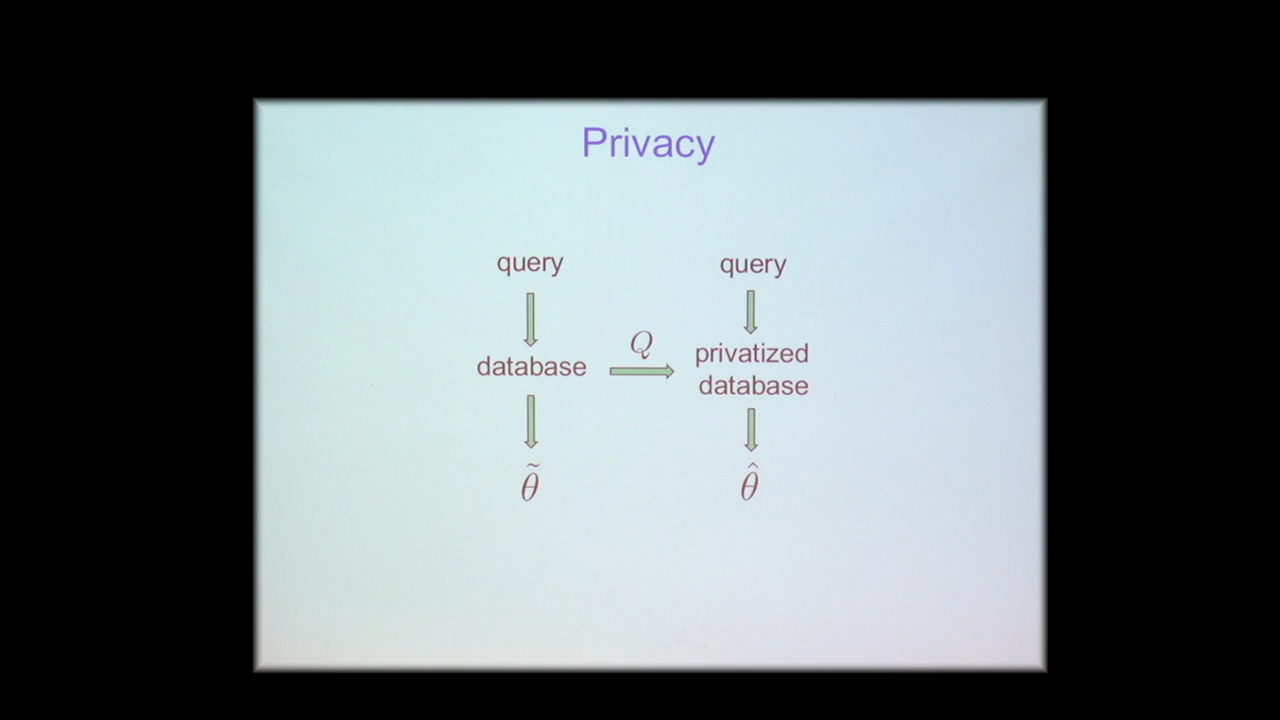 Privacy
query
query
database
Q
privatized
database
θ̃
θ̂